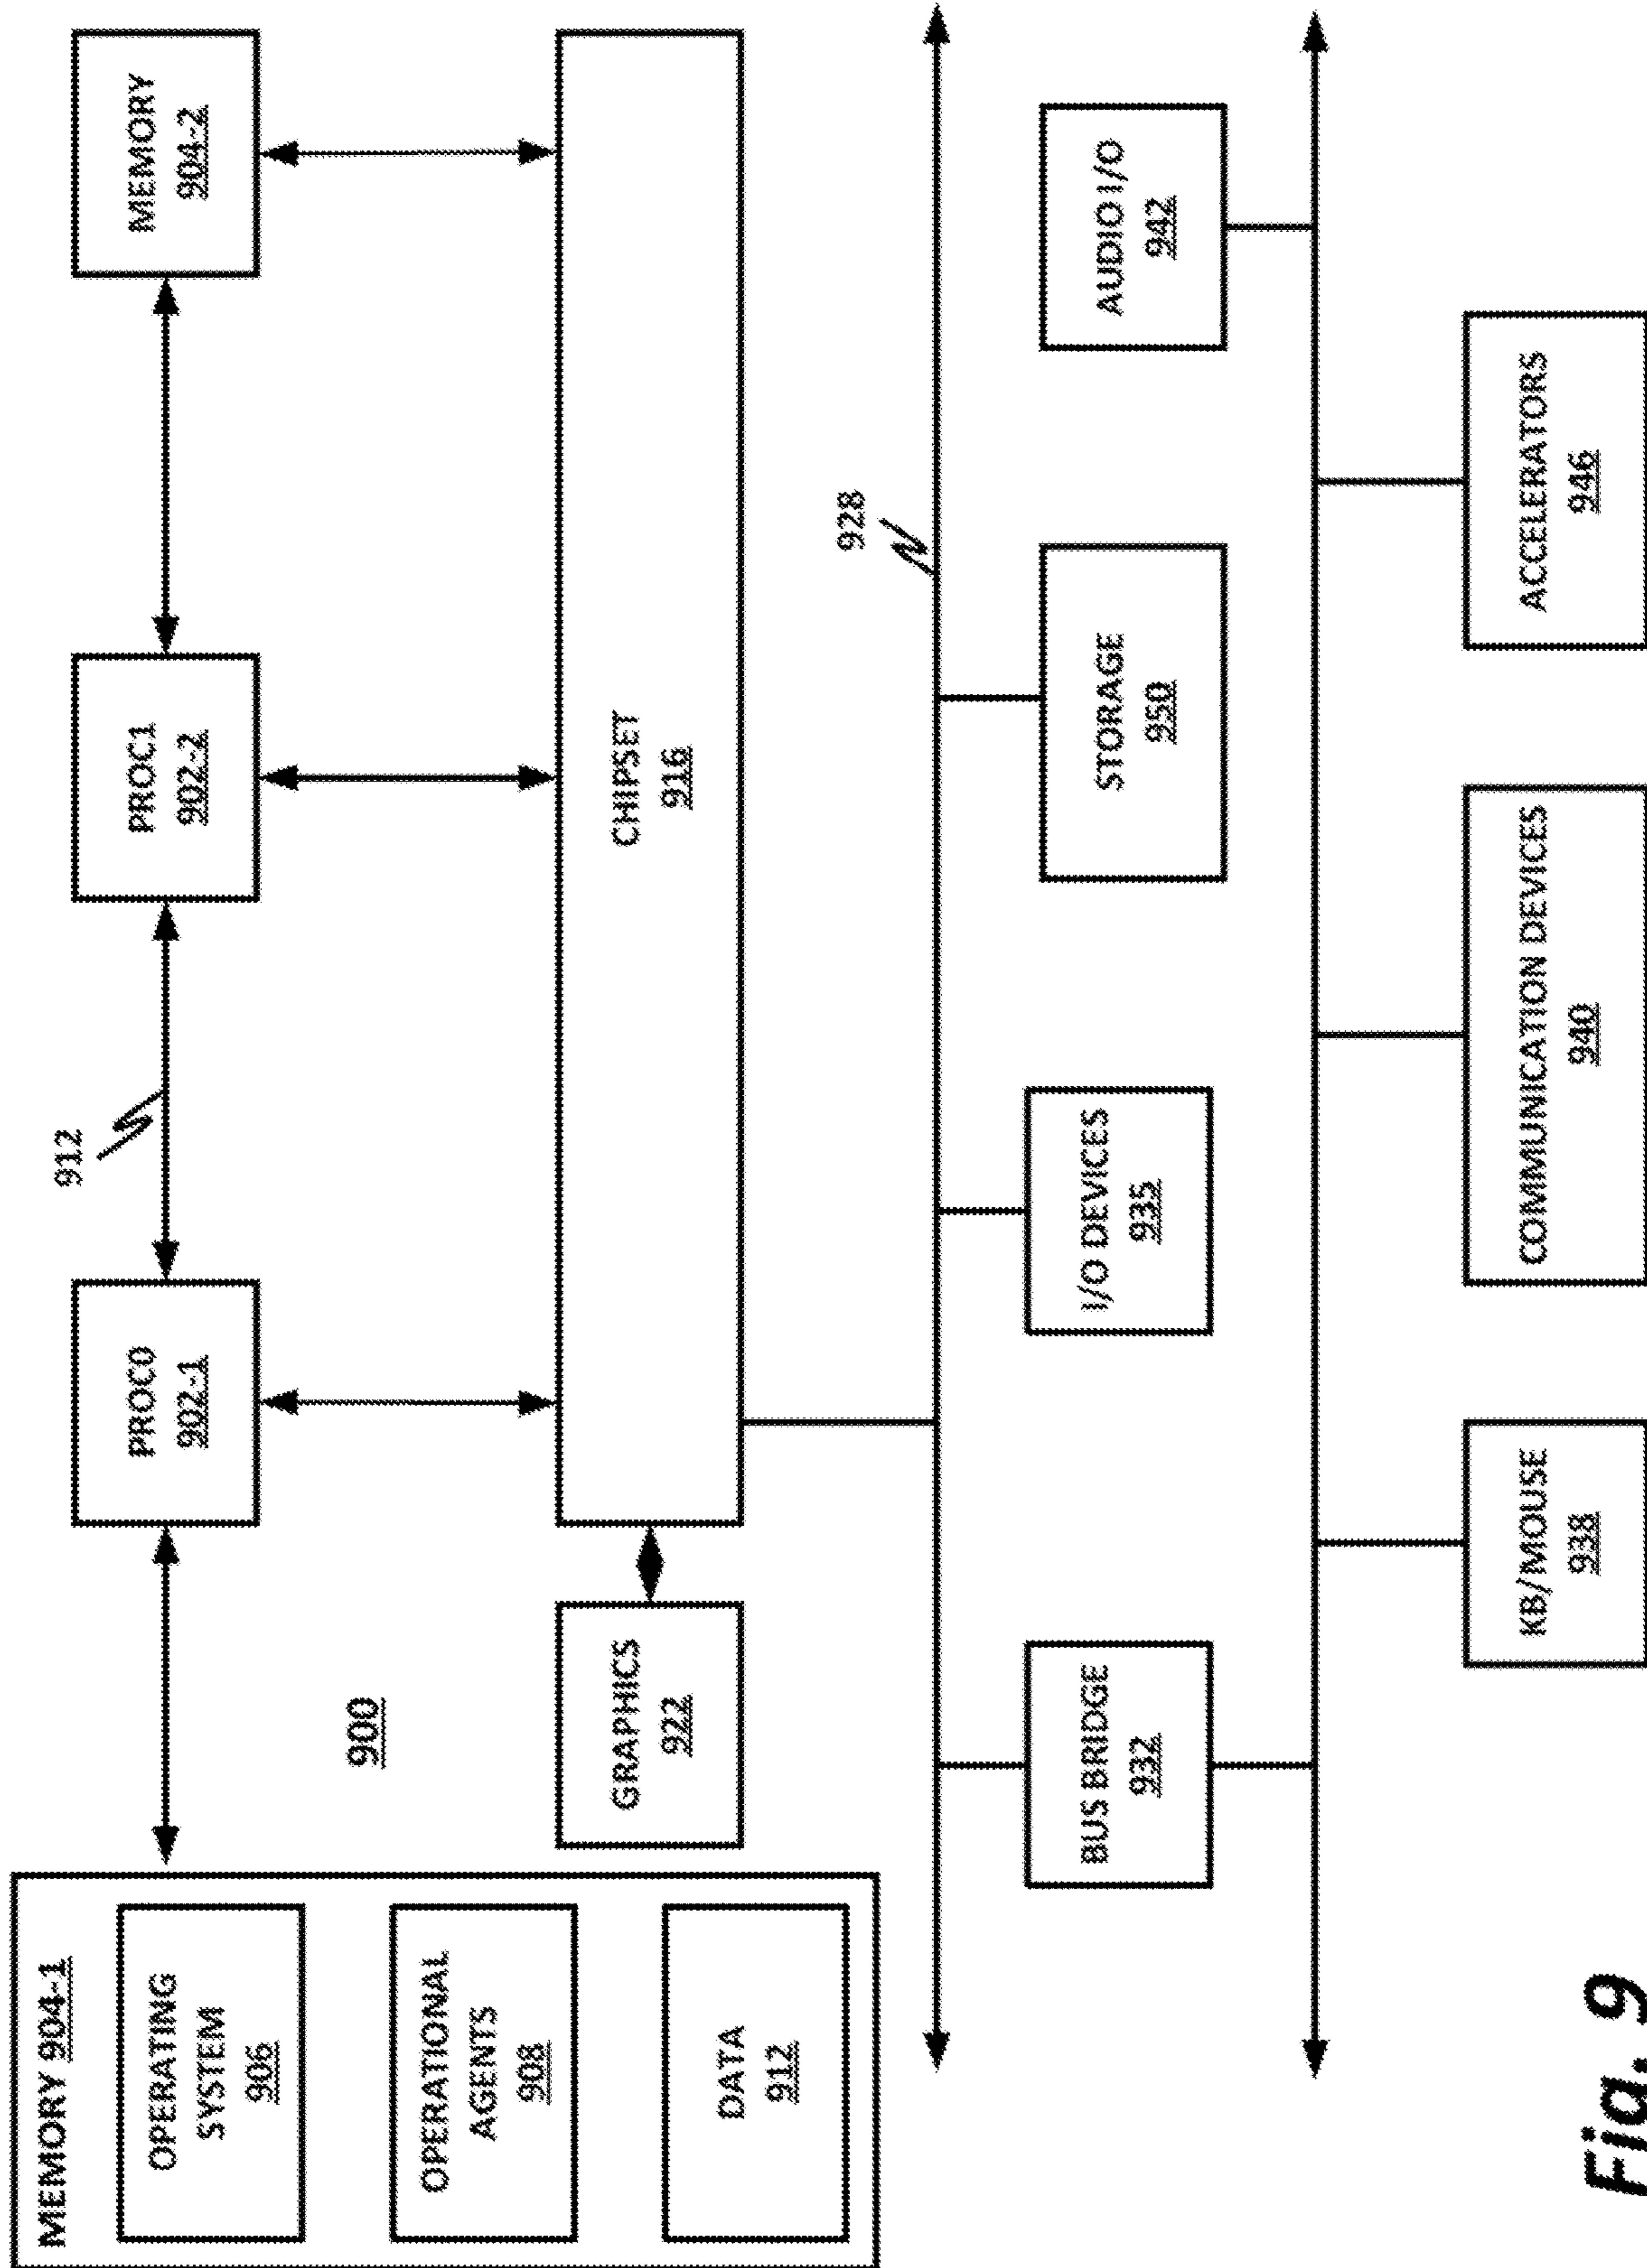 MEMORY 904-1
OPERATING
SYSTEM
906
OPERATIONAL
AGENTS
908
DATA
912
PROC0
902-1
912
PROC1
902-2
MEMORY
904-2
900
GRAPHICS
922
CHIPSET
916
928
BUS BRIDGE
932
I/O DEVICES
935
STORAGE
950
AUDIO I/O
942
KB/MOUSE
938
COMMUNICATION DEVICES
940
ACCELERATORS
946
Fig. 9